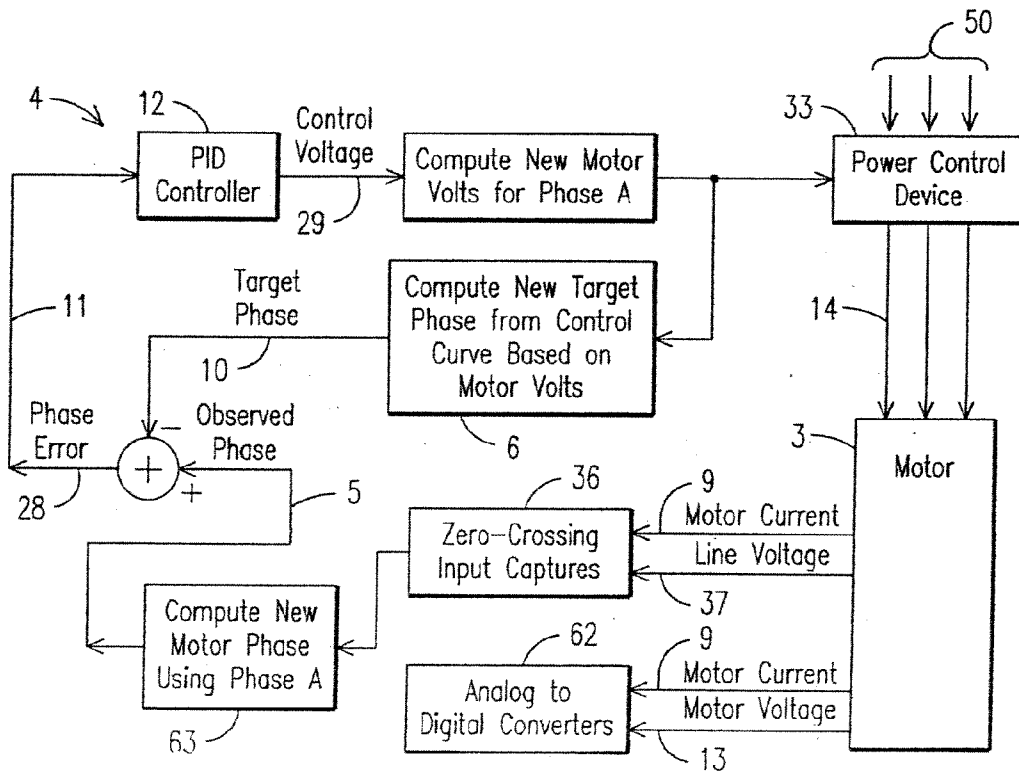 50
4
12
33
PID
Controller
Control
Voltage
29
Compute New Motor
Volts for Phase A
Power Control
Device
11
Target
Phase
10
Compute New Target
Phase from Control
Curve Based on
Motor Volts
6
14
Phase
Error
28
−
+
+
Observed
Phase
5
3
Motor
36
Zero-Crossing
Input Captures
9
Motor Current
Line Voltage
37
Compute New
Motor Phase
Using Phase A
63
62
Analog to
Digital Converters
9
Motor Current
Motor Voltage
13